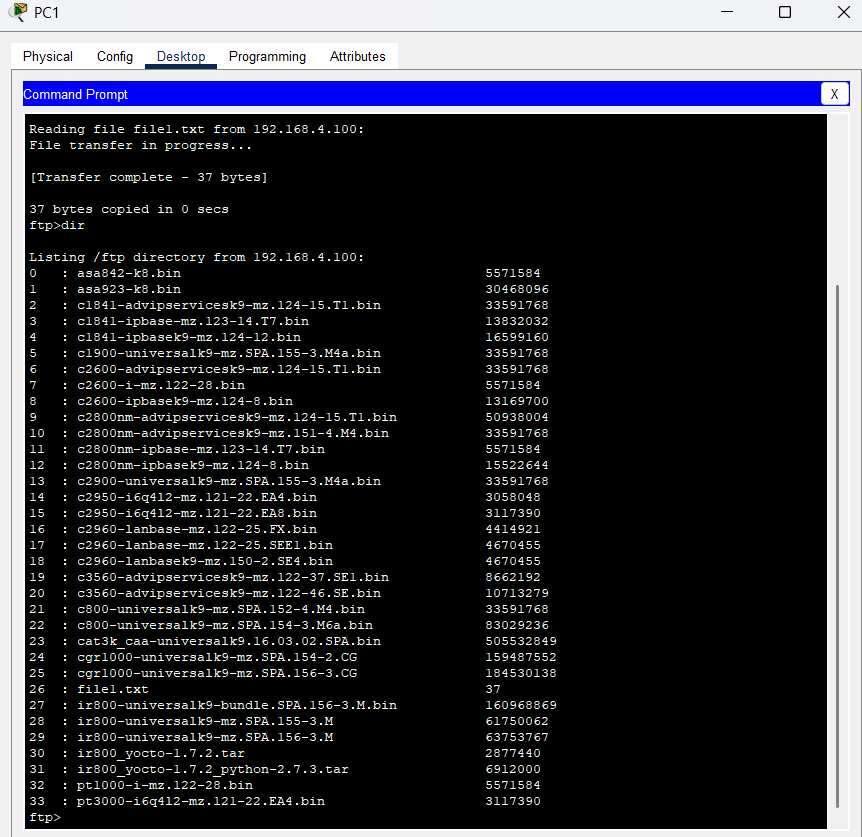 PC1
Physical Config Desktop Programming Attributes
Command Prompt X
Reading file file1.txt from 192.168.4.100:
File transfer in progress...
[Transfer complete - 37 bytes]
37 bytes copied in 0 secs
ftp>dir
Listing /ftp directory from 192.168.4.100:
0 : asa842-k8.bin 5571584
1 : asa923-k8.bin 30468096
2 : c1841-advipservicesk9-mz.124-15.T1.bin 33591768
3 : c1841-ipbase-mz.123-14.T7.bin 13832032
4 : c1841-ipbasek9-mz.124-12.bin 16599160
5 : c1900-universalk9-mz.SPA.155-3.M4a.bin 33591768
6 : c2600-advipservicesk9-mz.124-15.T1.bin 33591768
7 : c2600-i-mz.122-28.bin 5571584
8 : c2600-ipbasek9-mz.124-8.bin 13169700
9 : c2800nm-advipservicesk9-mz.124-15.T1.bin 50938004
10 : c2800nm-advipservicesk9-mz.151-4.M4.bin 33591768
11 : c2800nm-ipbase-mz.123-14.T7.bin 5571584
12 : c2800nm-ipbasek9-mz.124-8.bin 15522644
13 : c2900-universalk9-mz.SPA.155-3.M4a.bin 33591768
14 : c2950-i6q4l2-mz.121-22.EA4.bin 3058048
15 : c2950-i6q4l2-mz.121-22.EA8.bin 3117390
16 : c2960-lanbase-mz.122-25.FX.bin 4414921
17 : c2960-lanbase-mz.122-25.SEE1.bin 4670455
18 : c2960-lanbasek9-mz.150-2.SE4.bin 4670455
19 : c3560-advipservicesk9-mz.122-37.SE1.bin 8662192
20 : c3560-advipservicesk9-mz.122-46.SE.bin 10713279
21 : c800-universalk9-mz.SPA.152-4.M4.bin 33591768
22 : c800-universalk9-mz.SPA.154-3.M6a.bin 83029236
23 : cat3k_caa-universalk9.16.03.02.SPA.bin 505532849
24 : cgr1000-universalk9-mz.SPA.154-2.CG 159487552
25 : cgr1000-universalk9-mz.SPA.156-3.CG 184530138
26 : file1.txt 37
27 : ir800-universalk9-bundle.SPA.156-3.M.bin 160968869
28 : ir800-universalk9-mz.SPA.155-3.M 61750062
29 : ir800-universalk9-mz.SPA.156-3.M 63753767
30 : ir800_yocto-1.7.2.tar 2877440
31 : ir800_yocto-1.7.2_python-2.7.3.tar 6912000
32 : pt1000-i-mz.122-28.bin 5571584
33 : pt3000-i6q4l2-mz.121-22.EA4.bin 3117390
ftp>